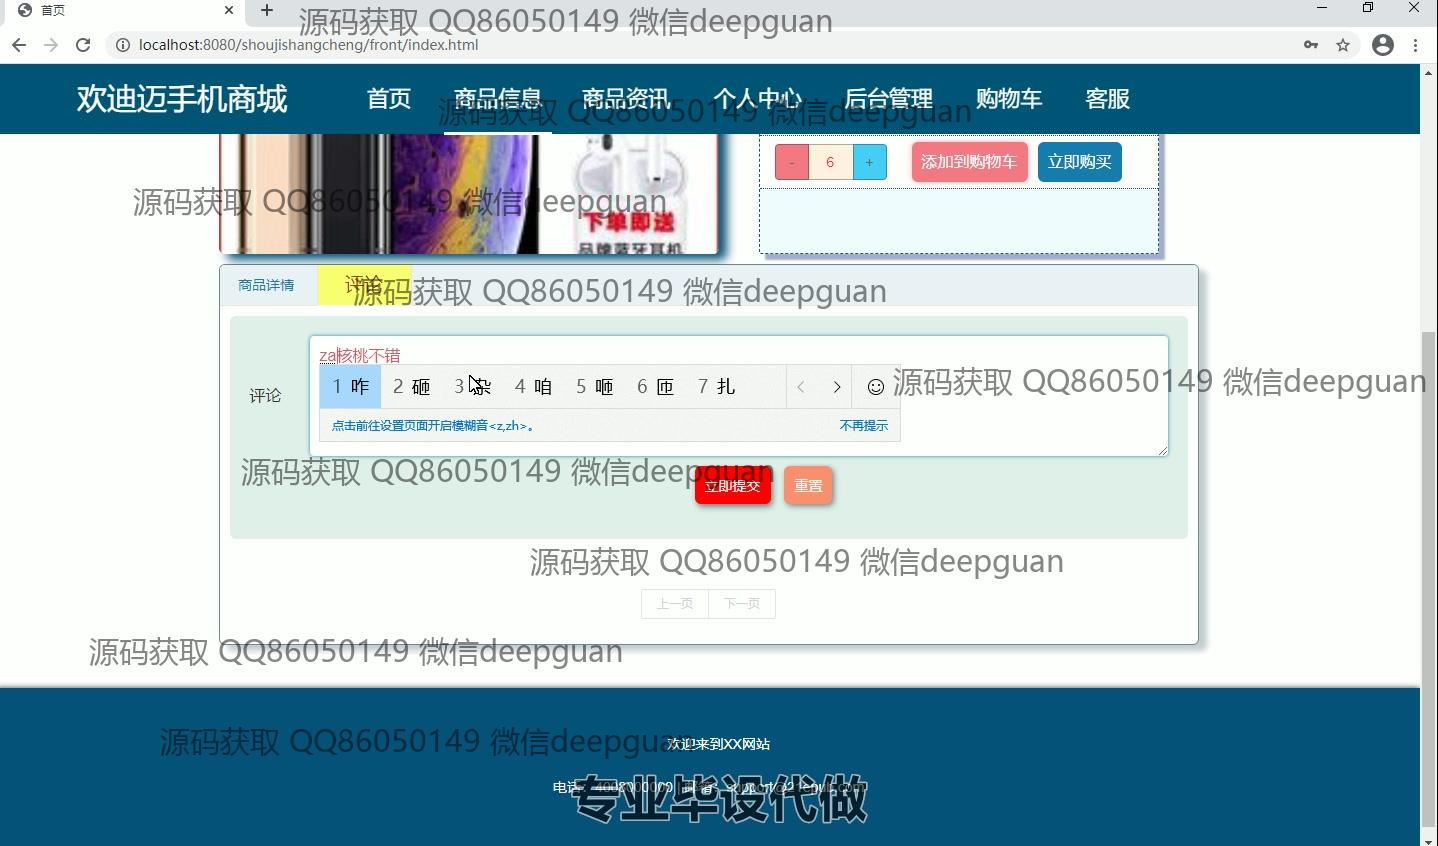 首页
源码获取 QQ86050149 微信deepguan
localhost:8080/shoujishangcheng/front/index.html
欢迪迈手机商城 首页 商品信息 商品资讯 个人中心 后台管理 购物车 客服
源码获取 QQ86050149 微信deepguan
- 6 + 添加到购物车 立即购买
源码获取 QQ86050149 微信deepguan
下单即送
品牌蓝牙耳机
商品详情 评论
源码获取 QQ86050149 微信deepguan
za核桃不错
1 咋 2 砸 3 杂 4 咱 5 咂 6 匝 7 扎
源码获取 QQ86050149 微信deepguan
评论
点击前往设置页面开启模糊音<z,zh>。 不再提示
源码获取 QQ86050149 微信deepguan
立即提交 重置
源码获取 QQ86050149 微信deepguan
上一页 下一页
源码获取 QQ86050149 微信deepguan
源码获取 QQ86050149 微信deepguan
欢迎来到XX网站
专业毕设代做